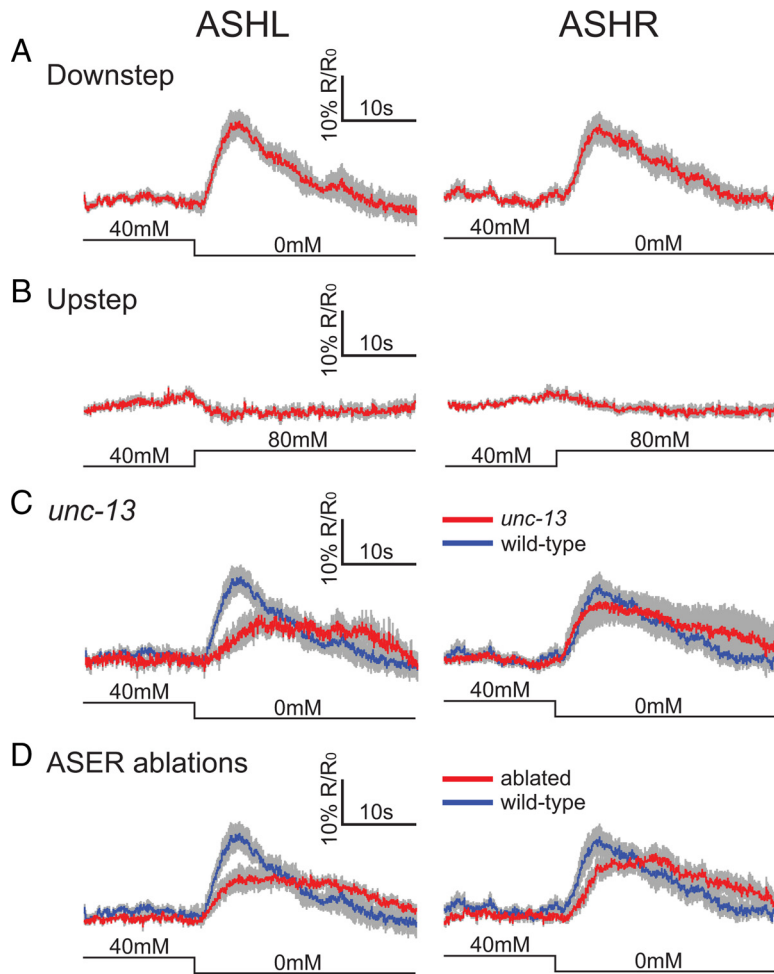 ASHL ASHR
A Downstep
10% R/R0
10s
40mM 0mM 40mM 0mM
B Upstep
10% R/R0
10s
40mM 80mM 40mM 80mM
C unc-13
10% R/R0
10s
unc-13
wild-type
40mM 0mM 40mM 0mM
D ASER ablations
10% R/R0
10s
ablated
wild-type
40mM 0mM 40mM 0mM